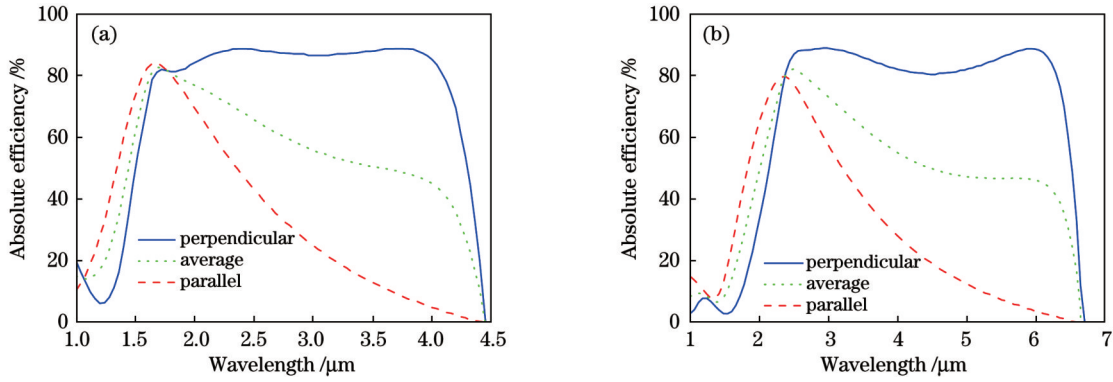 (a)
Absolute efficiency /%
100
80
60
40
20
0
perpendicular
average
parallel
1.0 1.5 2.0 2.5 3.0 3.5 4.0 4.5
Wavelength /μm
(b)
Absolute efficiency /%
100
80
60
40
20
0
perpendicular
average
parallel
1 2 3 4 5 6 7
Wavelength /μm